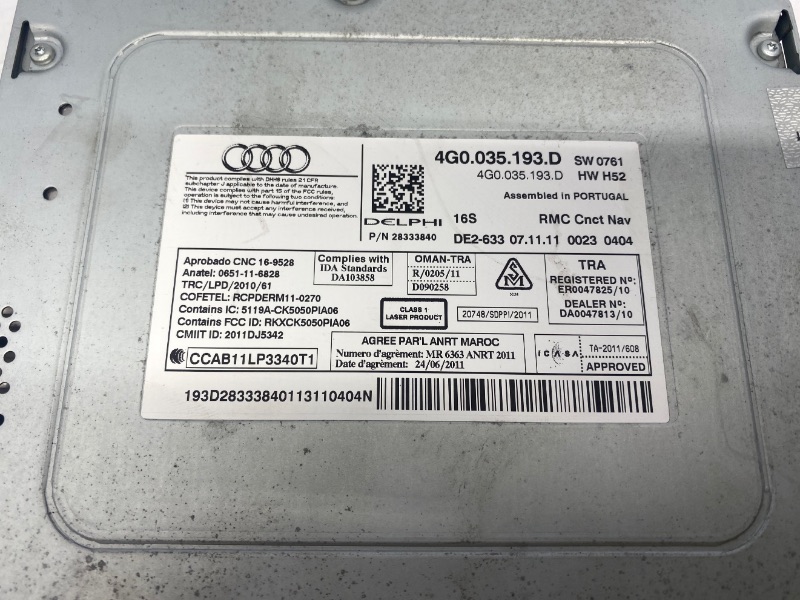 This product complies with DHHS rules 21 CFR
subchapter J applicable to the date of manufacture.
This device complies with part 15 of the FCC rules,
operation is subject to the following two conditions:
(1) This device may not cause harmful interference, and
(2) This device must accept any interference received,
including interference that may cause undesired operation.
DELPHI
P/N 28333840
4G0.035.193.D SW 0761
4G0.035.193.D HW H52
Assembled in PORTUGAL
16S RMC Cnct Nav
DE2-633 07.11.11 0023 0404
Aprobado CNC 16-9528
Anatel: 0651-11-6828
TRC/LPD/2010/61
COFETEL: RCPDERM11-0270
Contains IC: 5119A-CK5050PIA06
Contains FCC ID: RKXCK5050PIA06
CMIIT ID: 2011DJ5342
CCAB11LP3340T1
Complies with
IDA Standards
DA103858
OMAN-TRA
R/0205/11
D090258
CLASS 1
LASER PRODUCT
20748/SDPPI/2011
TRA
REGISTERED No:
ER0047825/10
DEALER No:
DA0047813/10
AGREE PAR'L ANRT MAROC
Numero d'agrément: MR 6363 ANRT 2011
Date d'agrément: 24/06/2011
ICASA
TA-2011/608
APPROVED
193D28333840113110404N